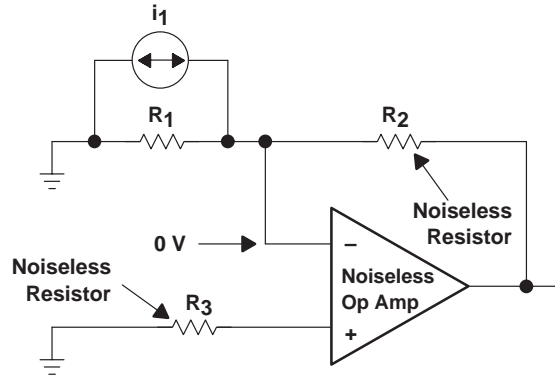 i1
R1
R2
Noiseless
Resistor
0 V
–
Noiseless
Op Amp
+
Noiseless
Resistor
R3